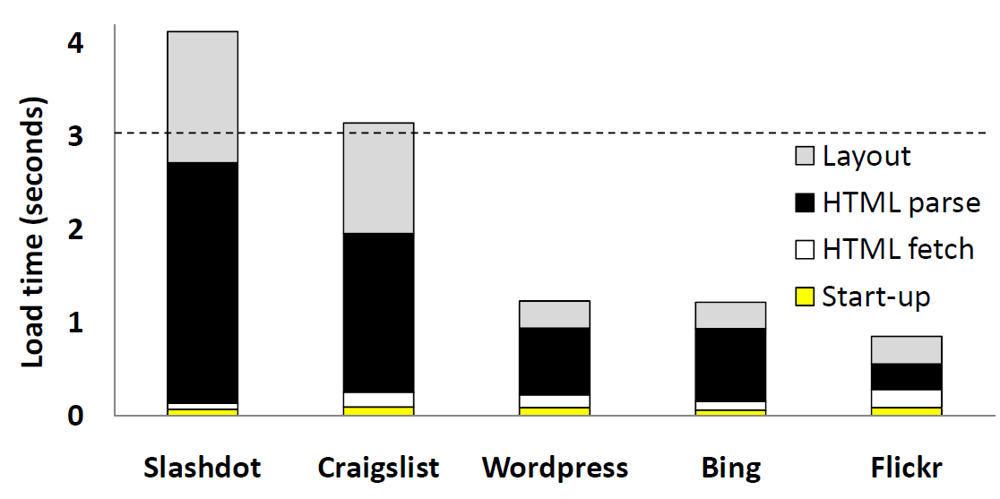 Load time (seconds)
4
3
2
1
0
Layout
HTML parse
HTML fetch
Start-up
Slashdot Craigslist Wordpress Bing Flickr